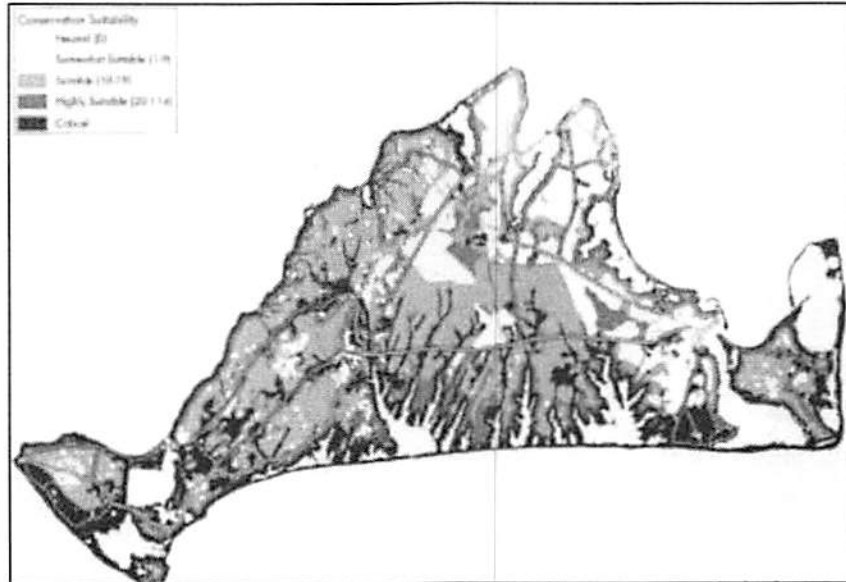 Conservation Suitability
Neutral (0)
Somewhat Suitable (1-9)
Suitable (10-19)
Highly Suitable (20-114)
Critical